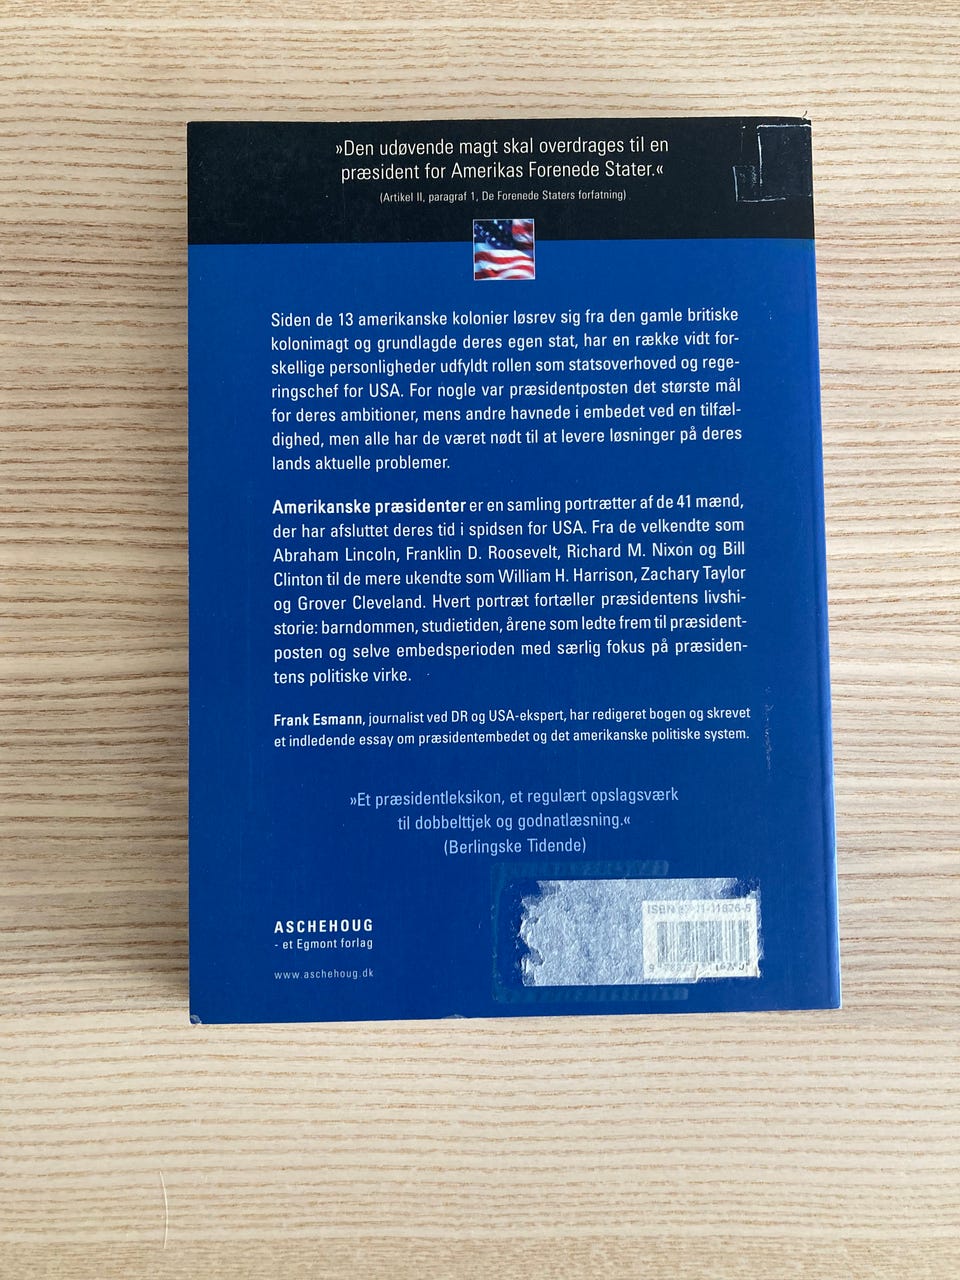 »Den udøvende magt skal overdrages til en
præsident for Amerikas Forenede Stater.«
(Artikel II, paragraf 1, De Forenede Staters forfatning)
Siden de 13 amerikanske kolonier løsrev sig fra den gamle britiske
kolonimagt og grundlagde deres egen stat, har en række vidt for-
skellige personligheder udfyldt rollen som statsoverhoved og rege-
ringschef for USA. For nogle var præsidentposten det største mål
for deres ambitioner, mens andre havnede i embedet ved en tilfæl-
dighed, men alle har de været nødt til at levere løsninger på deres
lands aktuelle problemer.
Amerikanske præsidenter er en samling portrætter af de 41 mænd,
der har afsluttet deres tid i spidsen for USA. Fra de velkendte som
Abraham Lincoln, Franklin D. Roosevelt, Richard M. Nixon og Bill
Clinton til de mere ukendte som William H. Harrison, Zachary Taylor
og Grover Cleveland. Hvert portræt fortæller præsidentens livshi-
storie: barndommen, studietiden, årene som ledte frem til præsident-
posten og selve embedsperioden med særlig fokus på præsiden-
tens politiske virke.
Frank Esmann, journalist ved DR og USA-ekspert, har redigeret bogen og skrevet
et indledende essay om præsidentembedet og det amerikanske politiske system.
»Et præsidentleksikon, et regulært opslagsværk
til dobbelttjek og godnatlæsning.«
(Berlingske Tidende)
ASCHEHOUG
- et Egmont forlag
www.aschehoug.dk
ISBN